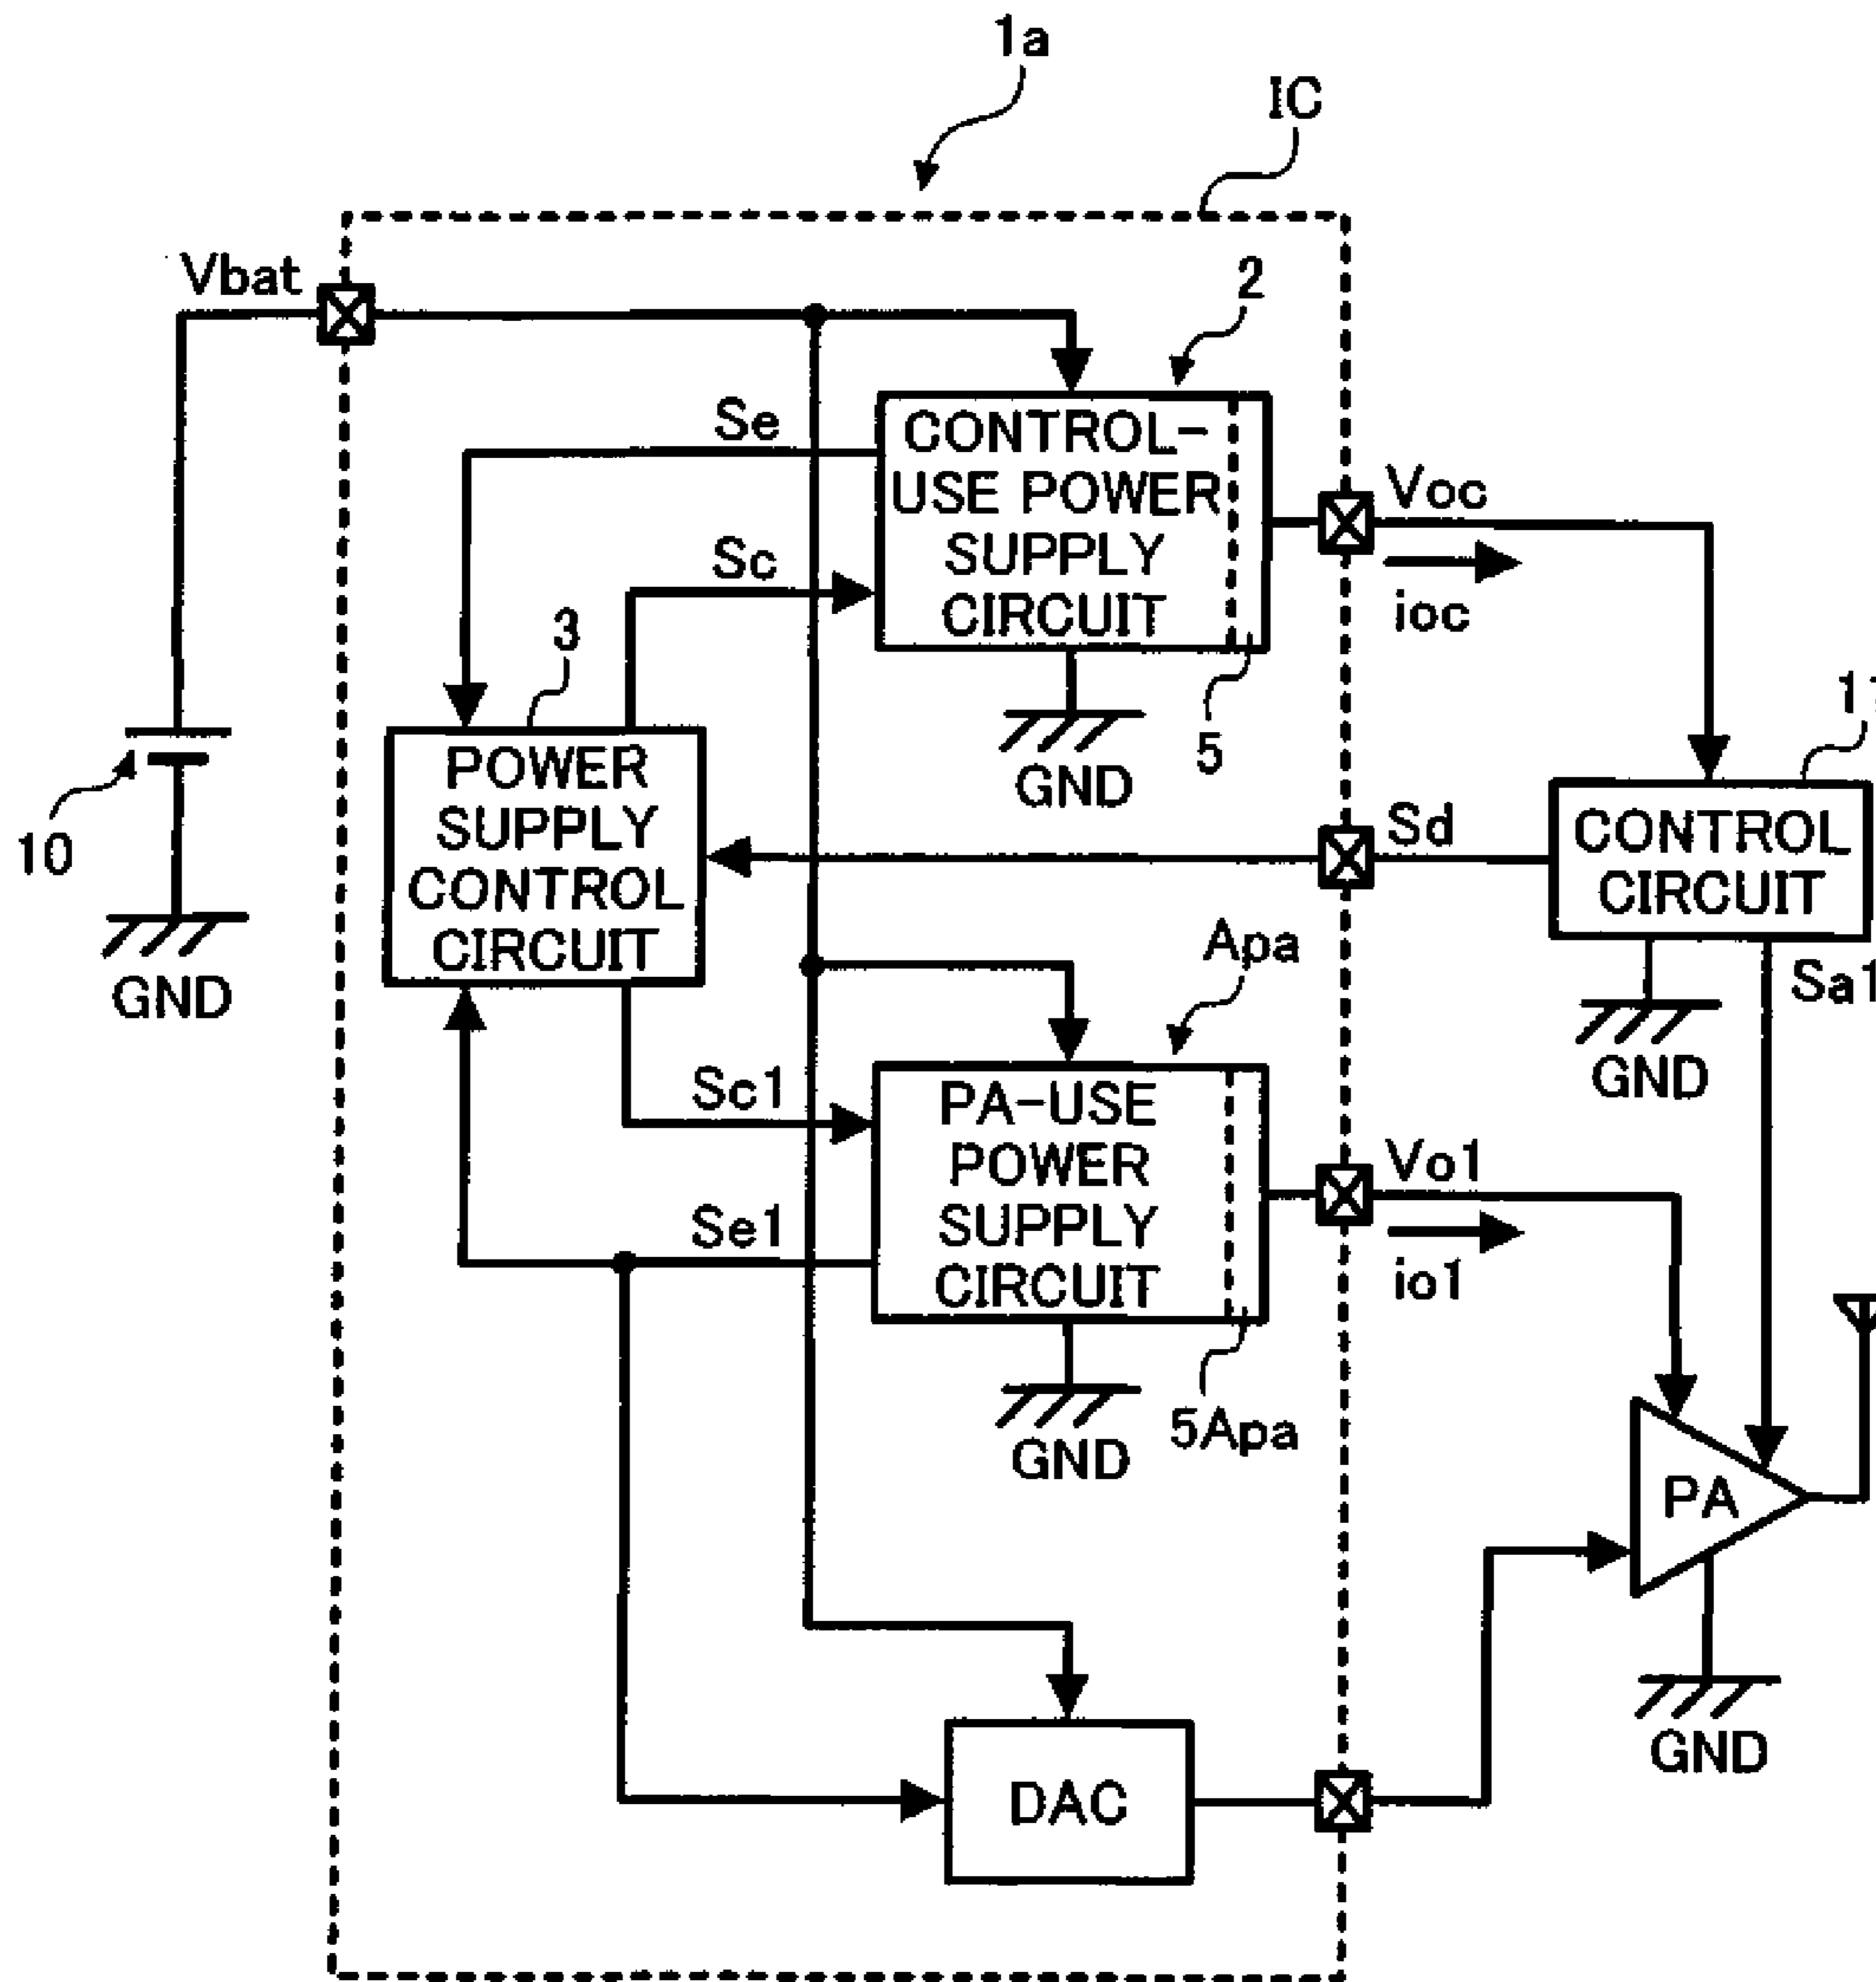 1a
IC
Vbat
2
Se
CONTROL-
USE POWER
SUPPLY
CIRCUIT
Voc
Sc
ioc
3
5
GND
POWER
SUPPLY
CONTROL
CIRCUIT
10
GND
Sd
CONTROL
CIRCUIT
Apa
Sa1
GND
Sc1
PA-USE
POWER
SUPPLY
CIRCUIT
Vo1
Se1
io1
5Apa
GND
PA
GND
DAC